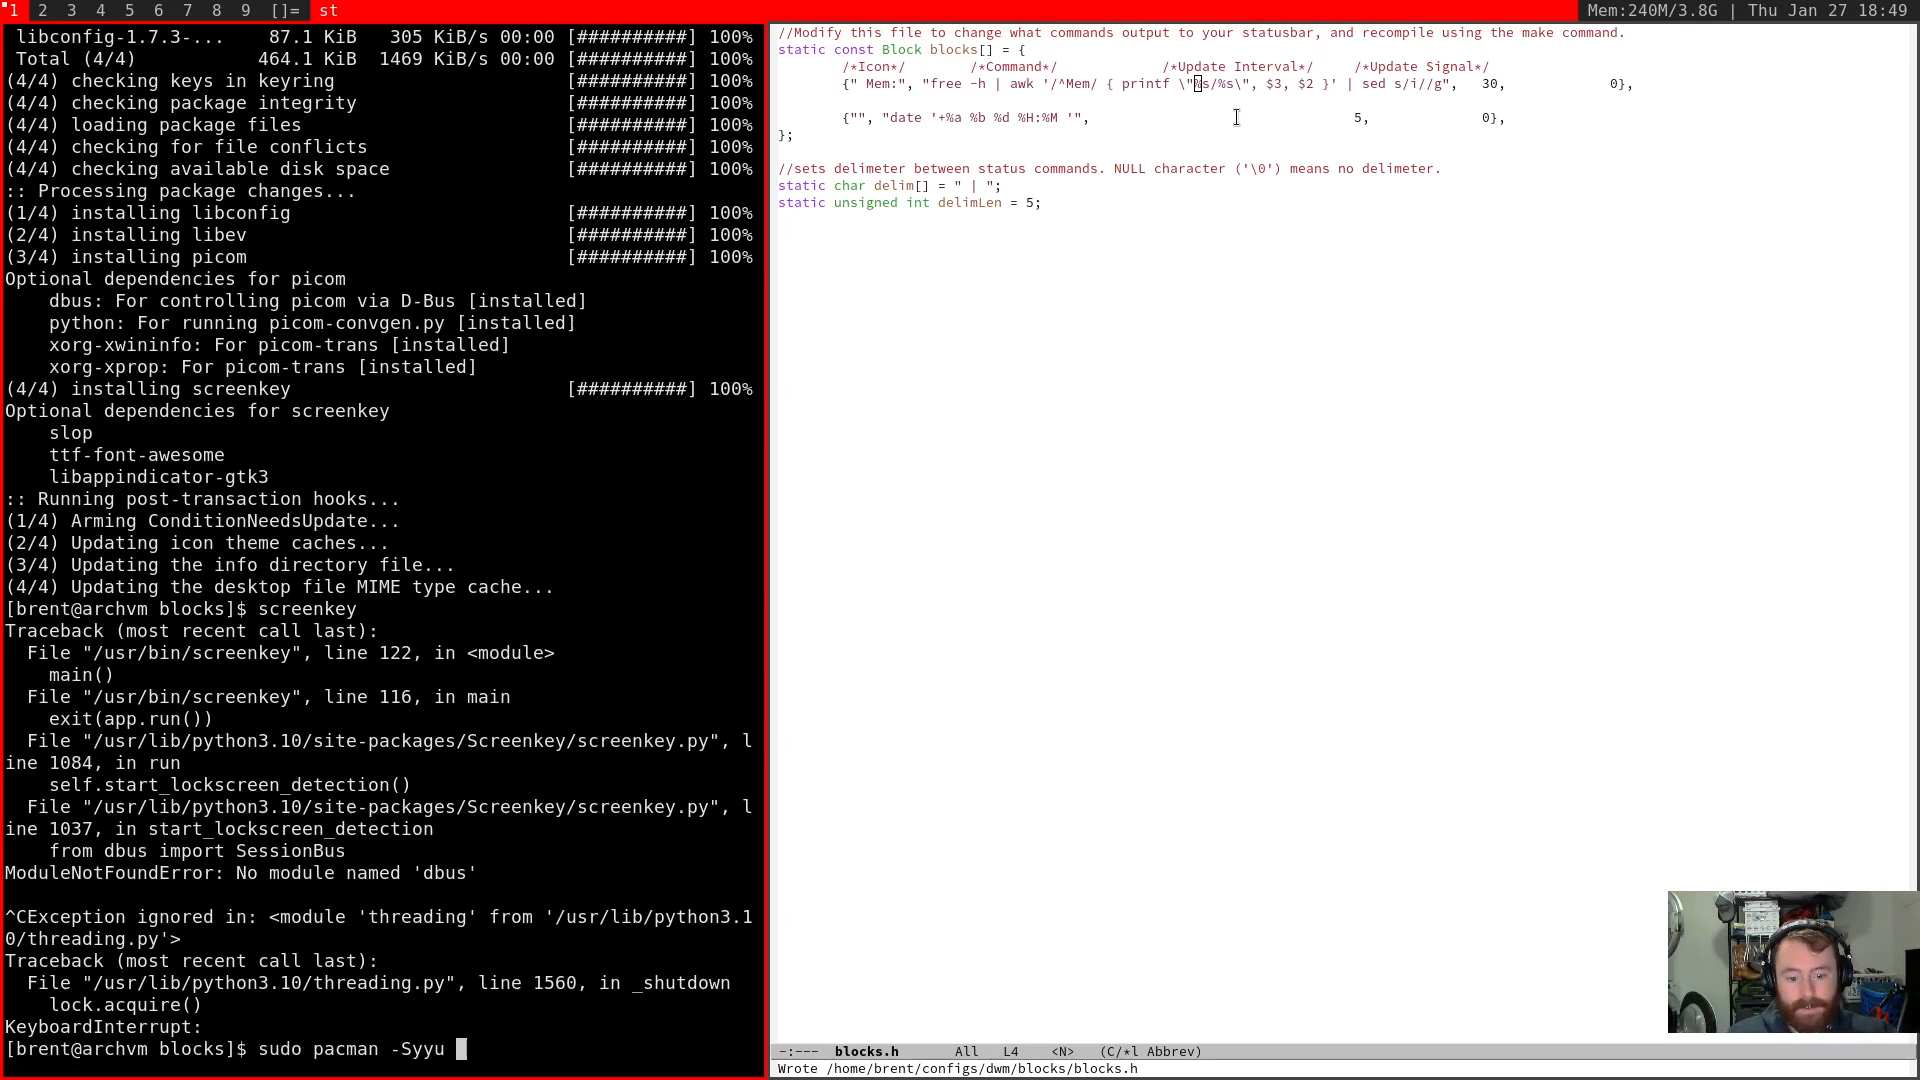 1 2 3 4 5 6 7 8 9 []= st Mem:240M/3.8G | Thu Jan 27 18:49
libconfig-1.7.3-... 87.1 KiB 305 KiB/s 00:00 [##########] 100%
Total (4/4) 464.1 KiB 1469 KiB/s 00:00 [##########] 100%
(4/4) checking keys in keyring [##########] 100%
(4/4) checking package integrity [##########] 100%
(4/4) loading package files [##########] 100%
(4/4) checking for file conflicts [##########] 100%
(4/4) checking available disk space [##########] 100%
:: Processing package changes...
(1/4) installing libconfig [##########] 100%
(2/4) installing libev [##########] 100%
(3/4) installing picom [##########] 100%
Optional dependencies for picom
dbus: For controlling picom via D-Bus [installed]
python: For running picom-convgen.py [installed]
xorg-xwininfo: For picom-trans [installed]
xorg-xprop: For picom-trans [installed]
(4/4) installing screenkey [##########] 100%
Optional dependencies for screenkey
slop
ttf-font-awesome
libappindicator-gtk3
:: Running post-transaction hooks...
(1/4) Arming ConditionNeedsUpdate...
(2/4) Updating icon theme caches...
(3/4) Updating the info directory file...
(4/4) Updating the desktop file MIME type cache...
[brent@archvm blocks]$ screenkey
Traceback (most recent call last):
File "/usr/bin/screenkey", line 122, in <module>
main()
File "/usr/bin/screenkey", line 116, in main
exit(app.run())
File "/usr/lib/python3.10/site-packages/Screenkey/screenkey.py", l
ine 1084, in run
self.start_lockscreen_detection()
File "/usr/lib/python3.10/site-packages/Screenkey/screenkey.py", l
ine 1037, in start_lockscreen_detection
from dbus import SessionBus
ModuleNotFoundError: No module named 'dbus'
^CException ignored in: <module 'threading' from '/usr/lib/python3.1
0/threading.py'>
Traceback (most recent call last):
File "/usr/lib/python3.10/threading.py", line 1560, in _shutdown
lock.acquire()
KeyboardInterrupt:
[brent@archvm blocks]$ sudo pacman -Syyu
//Modify this file to change what commands output to your statusbar, and recompile using the make command.
static const Block blocks[] = {
/*Icon*/ /*Command*/ /*Update Interval*/ /*Update Signal*/
{" Mem:", "free -h | awk '/^Mem/ { printf \"%s/%s\", $3, $2 }' | sed s/i//g", 30, 0},
{"", "date '+%a %b %d %H:%M '", 5, 0},
};
//sets delimeter between status commands. NULL character ('\0') means no delimeter.
static char delim[] = " | ";
static unsigned int delimLen = 5;
-:--- blocks.h All L4 <N> (C/*l Abbrev)
Wrote /home/brent/configs/dwm/blocks/blocks.h